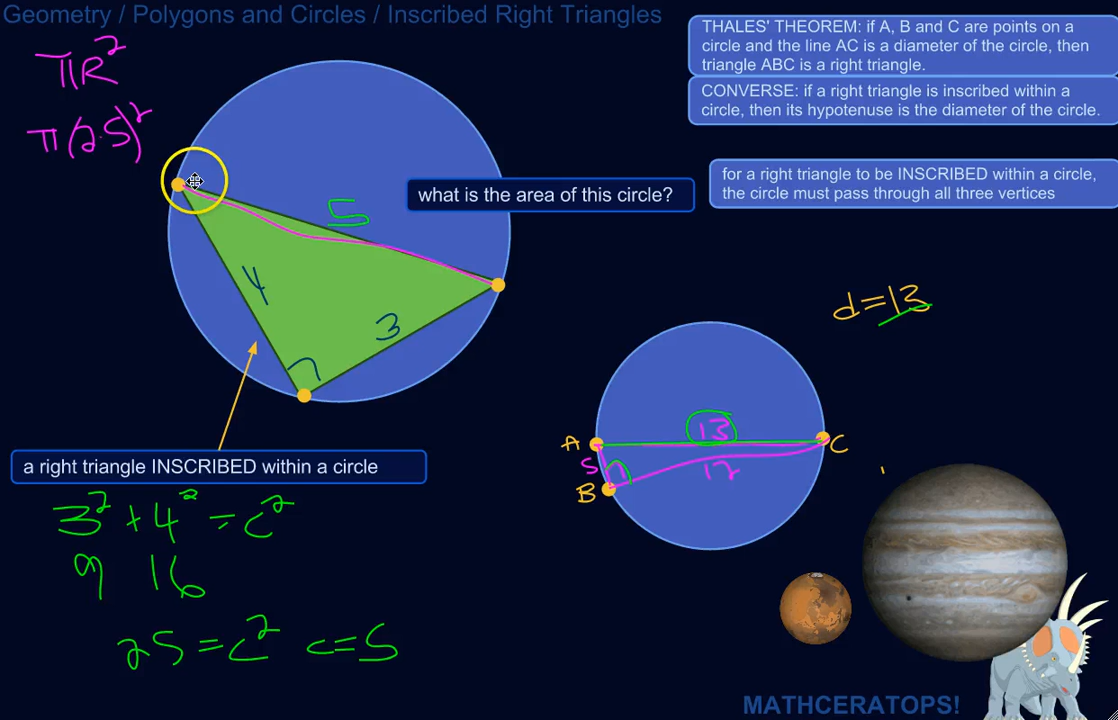 Geometry / Polygons and Circles / Inscribed Right Triangles
THALES' THEOREM: if A, B and C are points on a
circle and the line AC is a diameter of the circle, then
triangle ABC is a right triangle.
CONVERSE: if a right triangle is inscribed within a
circle, then its hypotenuse is the diameter of the circle.
for a right triangle to be INSCRIBED within a circle,
the circle must pass through all three vertices
πR²
π(2.5)²
what is the area of this circle?
5
4
3
d=13
A
13
C
5
12
B
a right triangle INSCRIBED within a circle
3² + 4² = c²
9 16
25 = c² c=5
MATHCERATOPS!